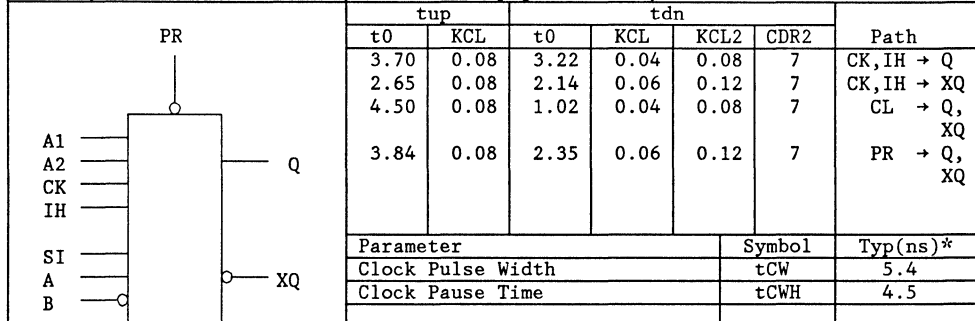 PR
A1
A2
CK
IH
SI
A
B
Q
XQ
tup tdn
t0 KCL t0 KCL KCL2 CDR2 Path
3.70 0.08 3.22 0.04 0.08 7 CK,IH → Q
2.65 0.08 2.14 0.06 0.12 7 CK,IH → XQ
4.50 0.08 1.02 0.04 0.08 7 CL → Q,
XQ
3.84 0.08 2.35 0.06 0.12 7 PR → Q,
XQ
Parameter Symbol Typ(ns)*
Clock Pulse Width tCW 5.4
Clock Pause Time tCWH 4.5